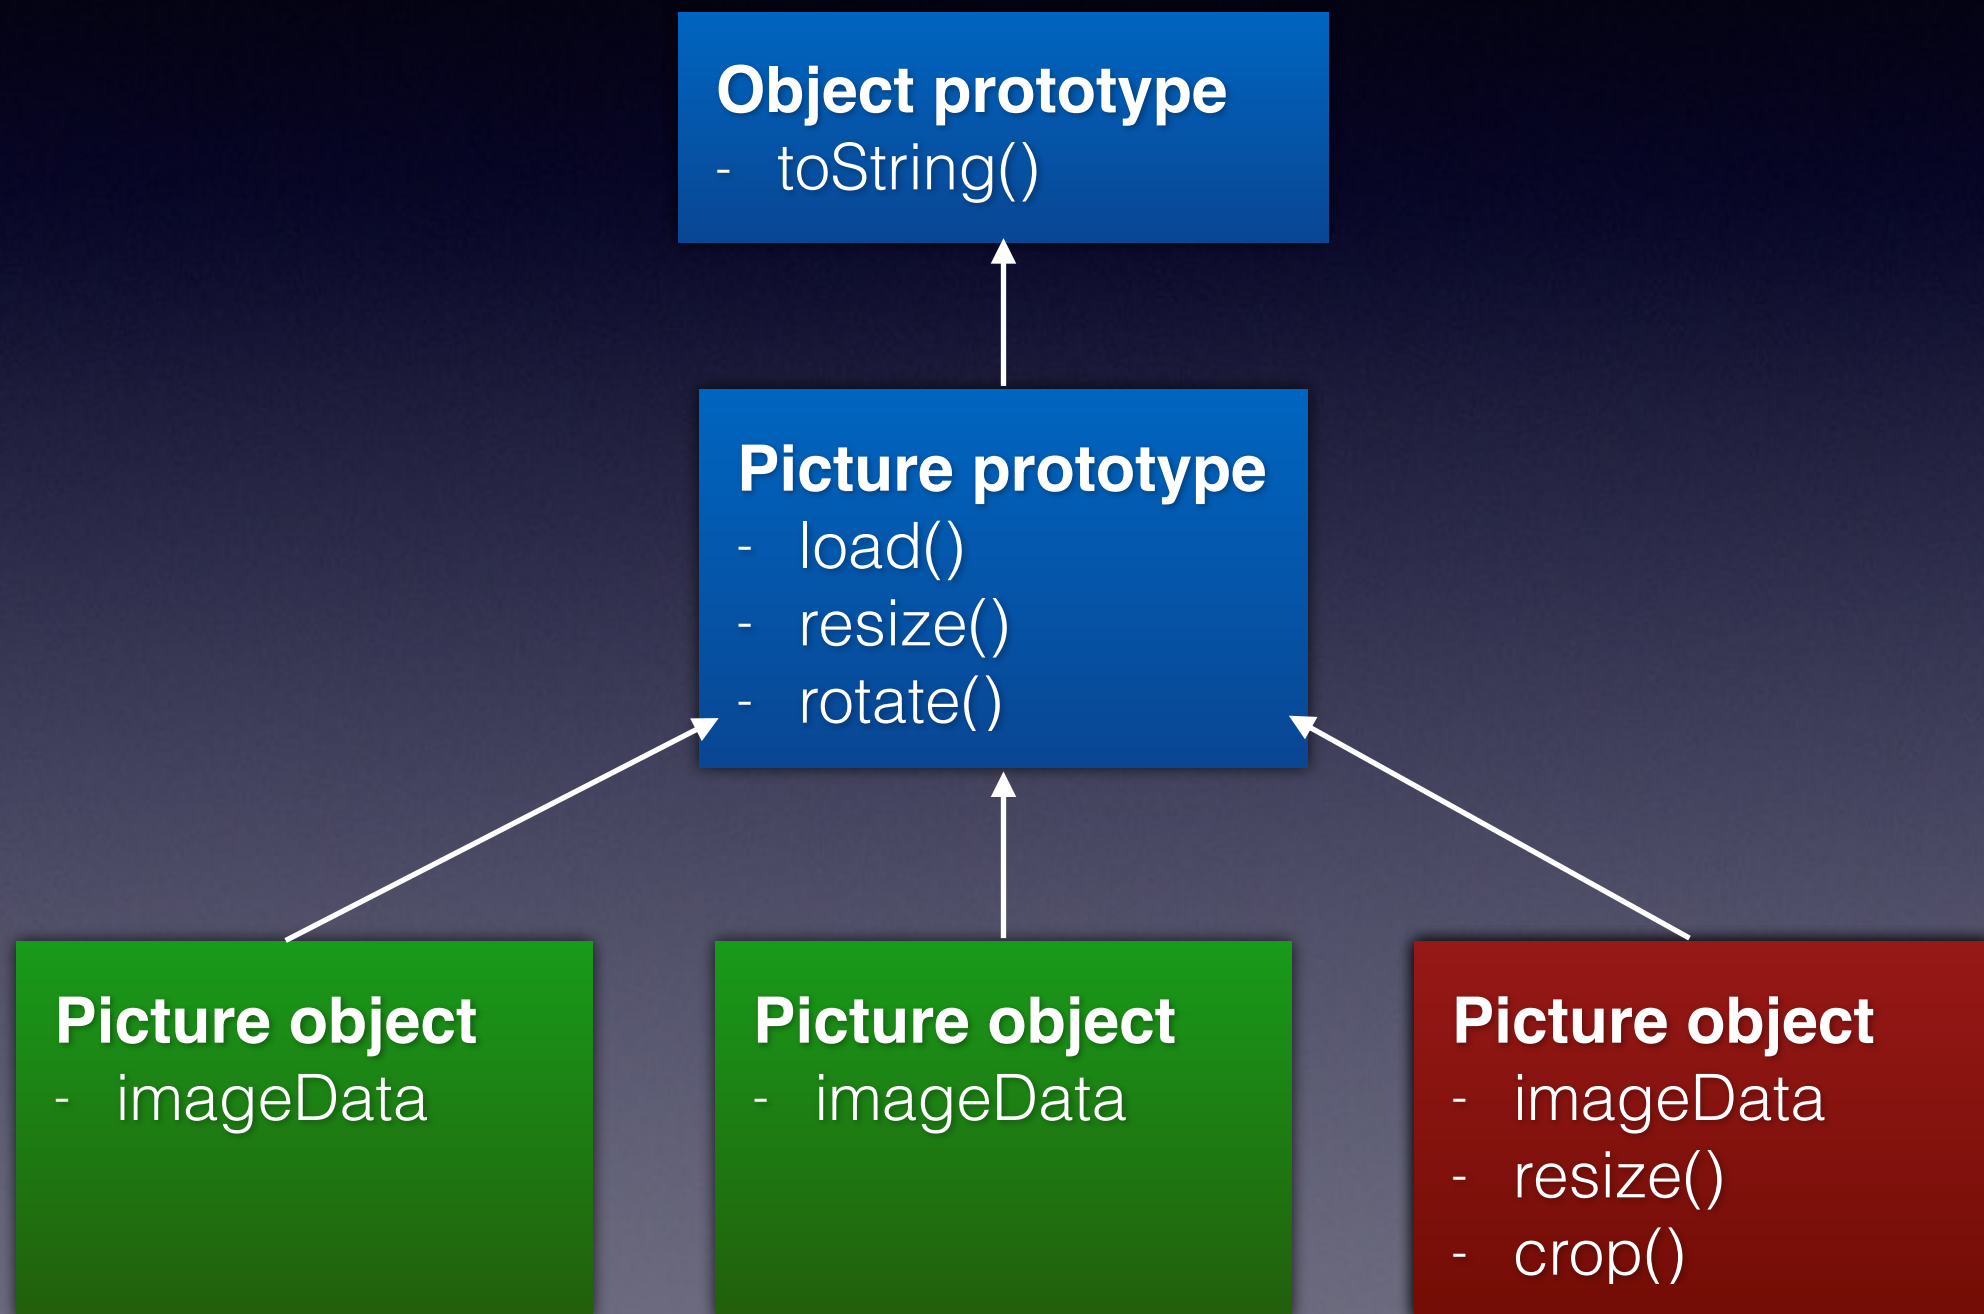 Object prototype
- toString()
Picture prototype
- load()
- resize()
- rotate()
Picture object
- imageData
Picture object
- imageData
Picture object
- imageData
- resize()
- crop()